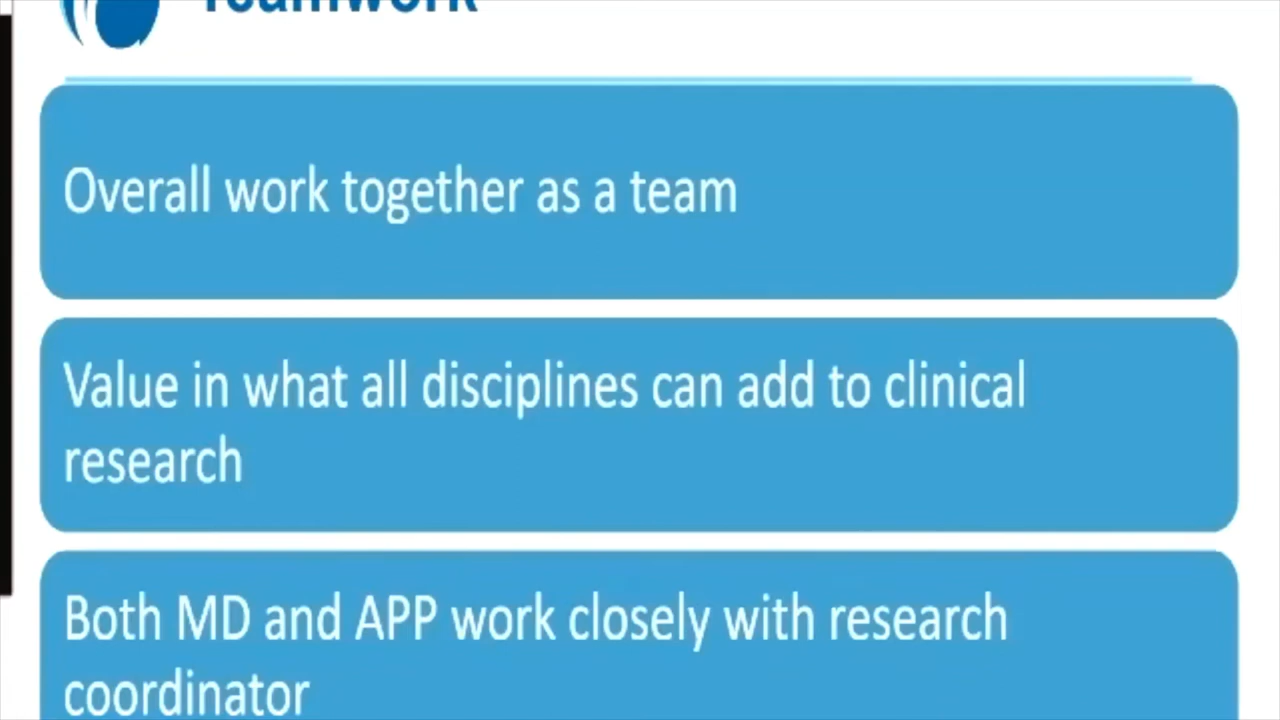 Teamwork
Overall work together as a team
Value in what all disciplines can add to clinical
research
Both MD and APP work closely with research
coordinator